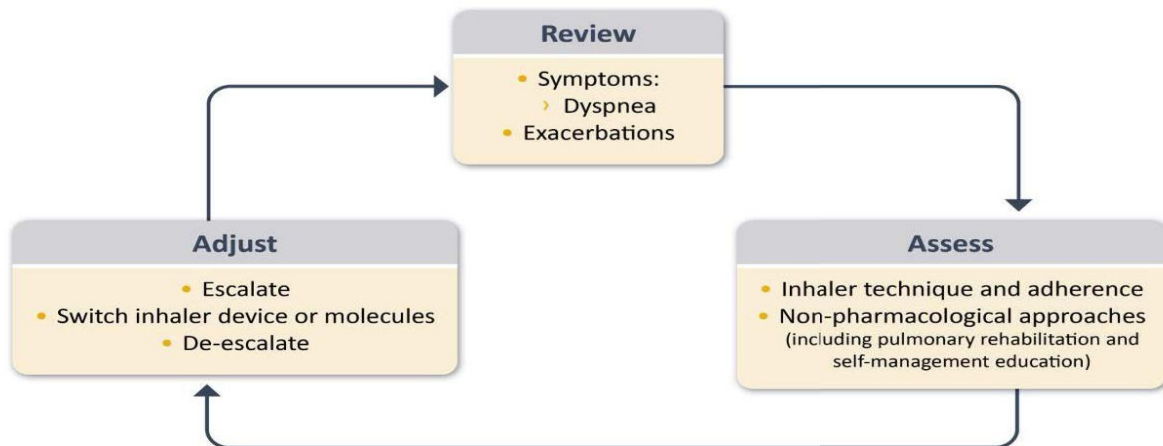 Review
• Symptoms:
› Dyspnea
• Exacerbations
Adjust
• Escalate
• Switch inhaler device or molecules
• De-escalate
Assess
• Inhaler technique and adherence
• Non-pharmacological approaches
(including pulmonary rehabilitation and
self-management education)